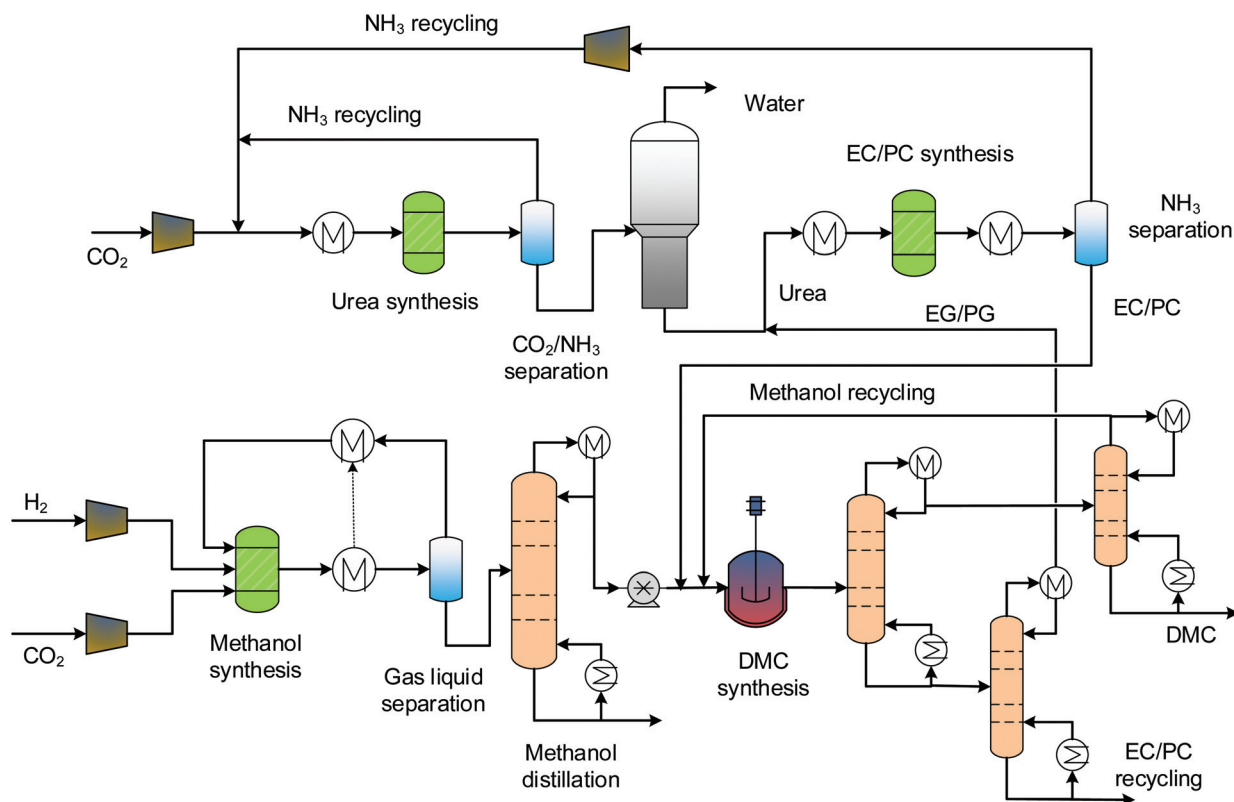 NH₃ recycling
Water
NH₃ recycling
EC/PC synthesis
M
M
M
NH₃
separation
CO₂
Urea synthesis
Urea
EC/PC
EG/PG
CO₂/NH₃
separation
Methanol recycling
M
M
M
M
H₂
M
M
M
CO₂
Methanol
synthesis
Gas liquid
separation
M
M
DMC
synthesis
DMC
Methanol
distillation
M
EC/PC
recycling